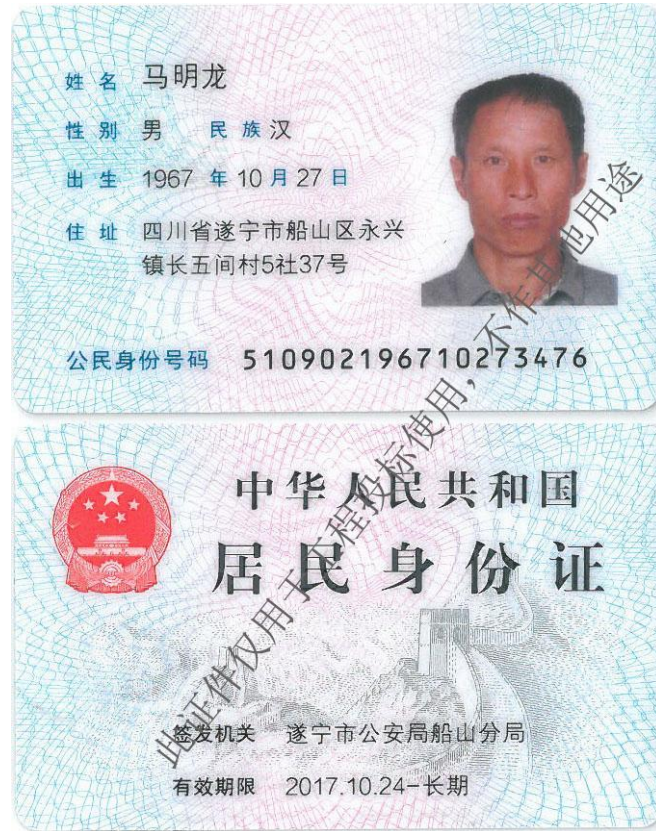 姓名 马明龙
性别 男 民族 汉
出生 1967 年 10 月 27 日
住址 四川省遂宁市船山区永兴
镇长五间村5社37号
公民身份号码 510902196710273476
中华人民共和国
居民身份证
签发机关 遂宁市公安局船山分局
有效期限 2017.10.24-长期
此证件仅用于工程投标使用，不作其他用途